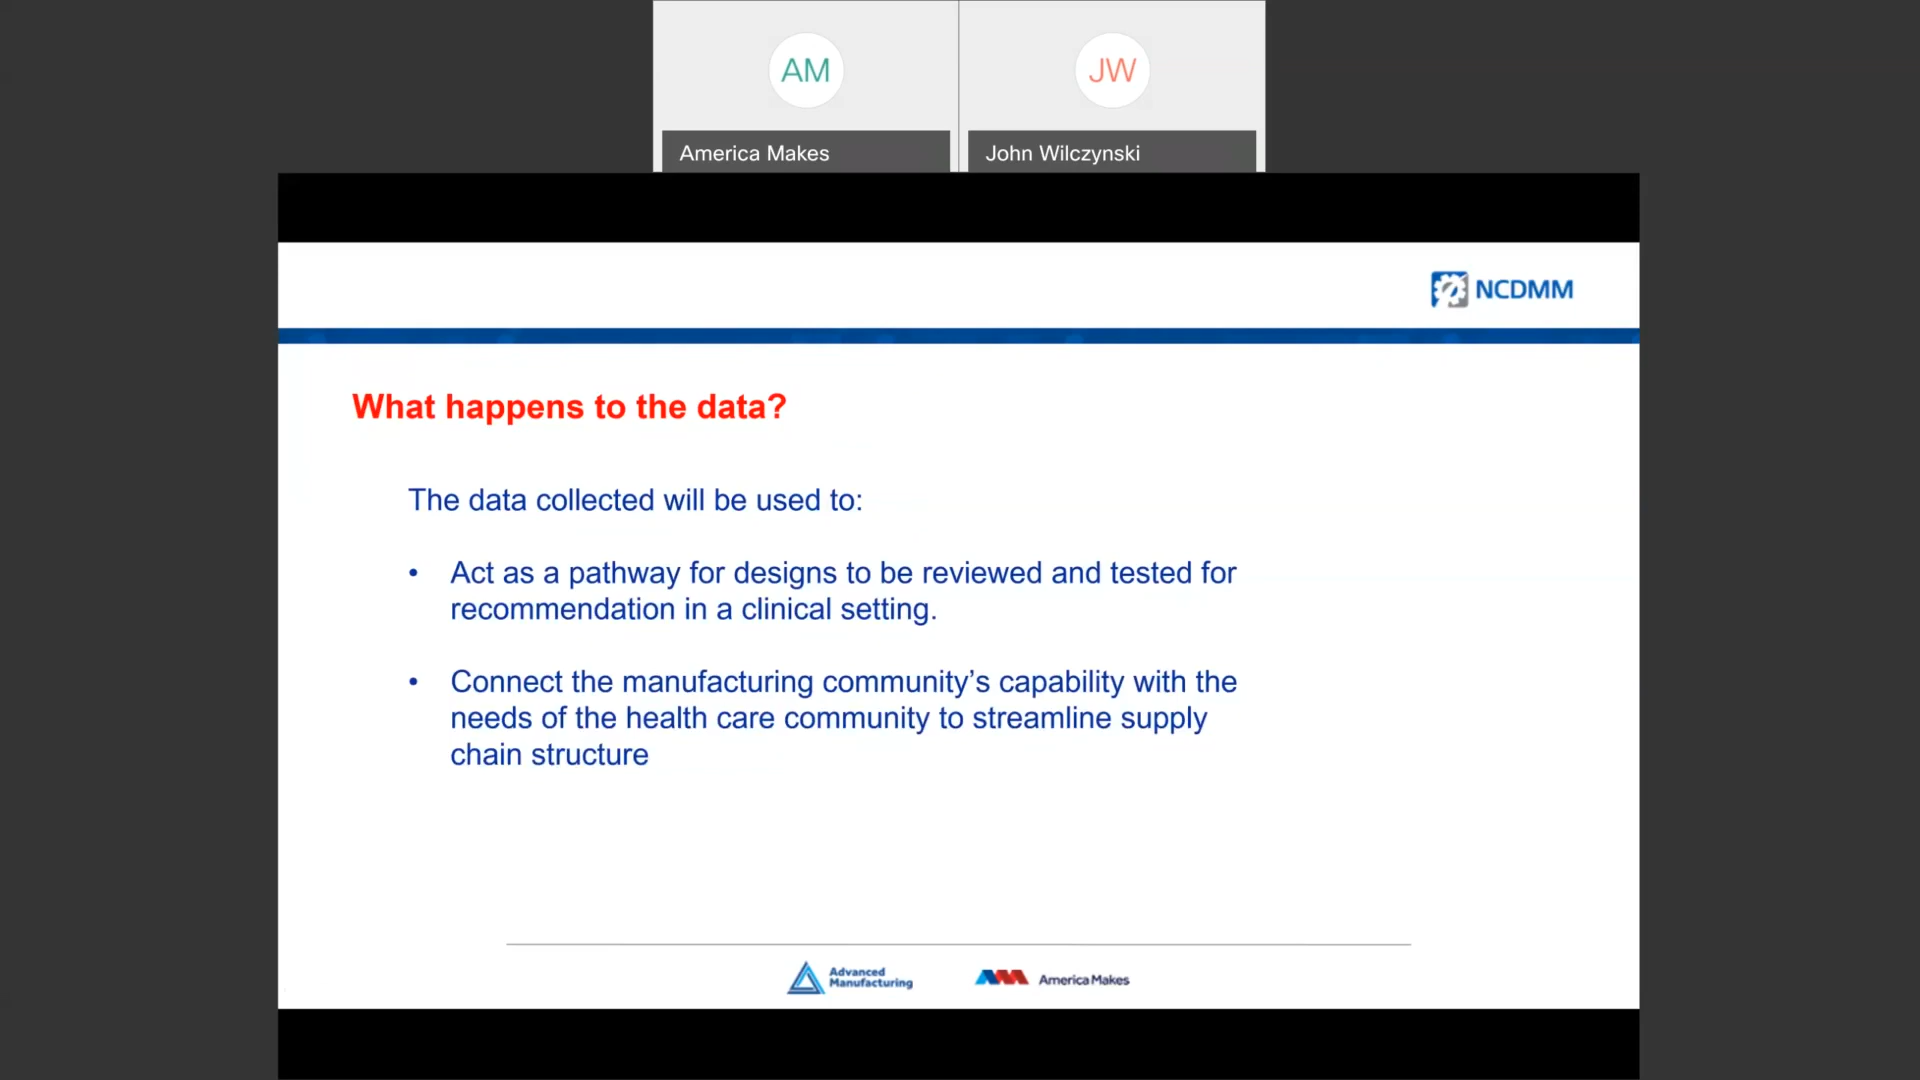 AM
JW
America Makes
John Wilczynski
NCDMM
What happens to the data?
The data collected will be used to:
• Act as a pathway for designs to be reviewed and tested for
recommendation in a clinical setting.
• Connect the manufacturing community’s capability with the
needs of the health care community to streamline supply
chain structure
Advanced
Manufacturing
America Makes